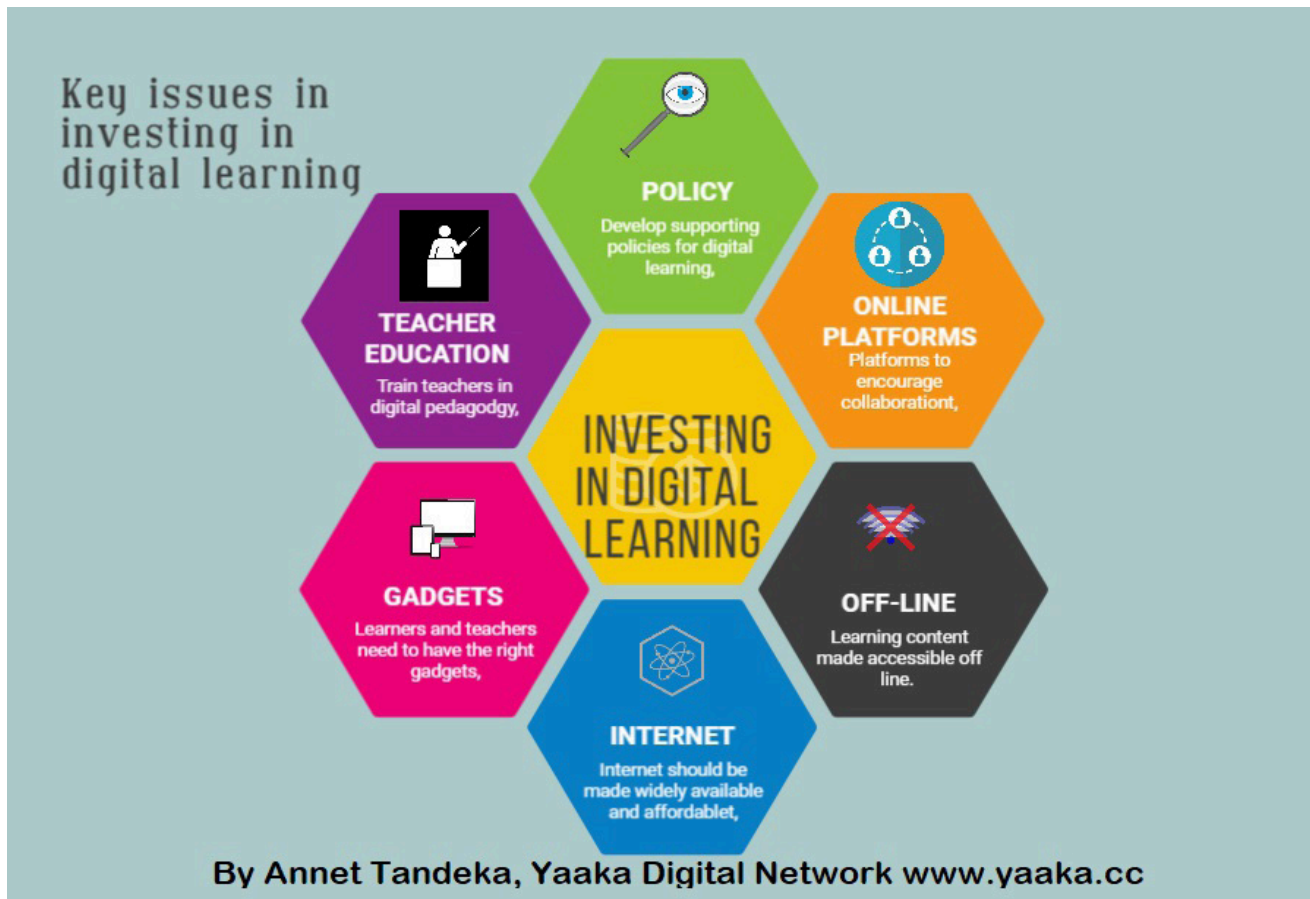 Key issues in
investing in
digital learning
POLICY
Develop supporting
policies for digital
learning,
TEACHER
EDUCATION
Train teachers in
digital pedagodgy,
ONLINE
PLATFORMS
Platforms to
encourage
collaborationt,
INVESTING
IN DIGITAL
LEARNING
GADGETS
Learners and teachers
need to have the right
gadgets,
OFF-LINE
Learning content
made accessible off
line.
INTERNET
Internet should be
made widely available
and affordablet,
By Annet Tandeka, Yaaka Digital Network www.yaaka.cc